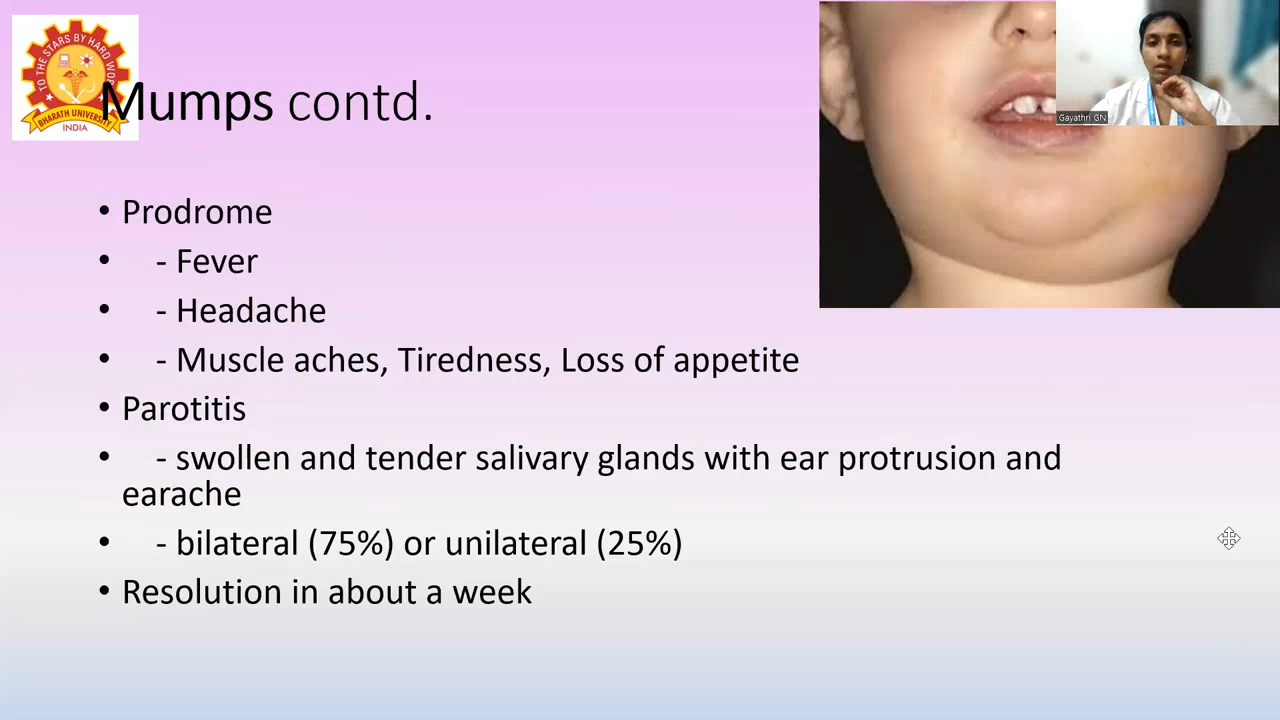 TO THE STARS BY HARD WORK
BHARATH UNIVERSITY
INDIA
Mumps contd.
Gayathri GN
• Prodrome
• - Fever
• - Headache
• - Muscle aches, Tiredness, Loss of appetite
• Parotitis
• - swollen and tender salivary glands with ear protrusion and
earache
• - bilateral (75%) or unilateral (25%)
• Resolution in about a week